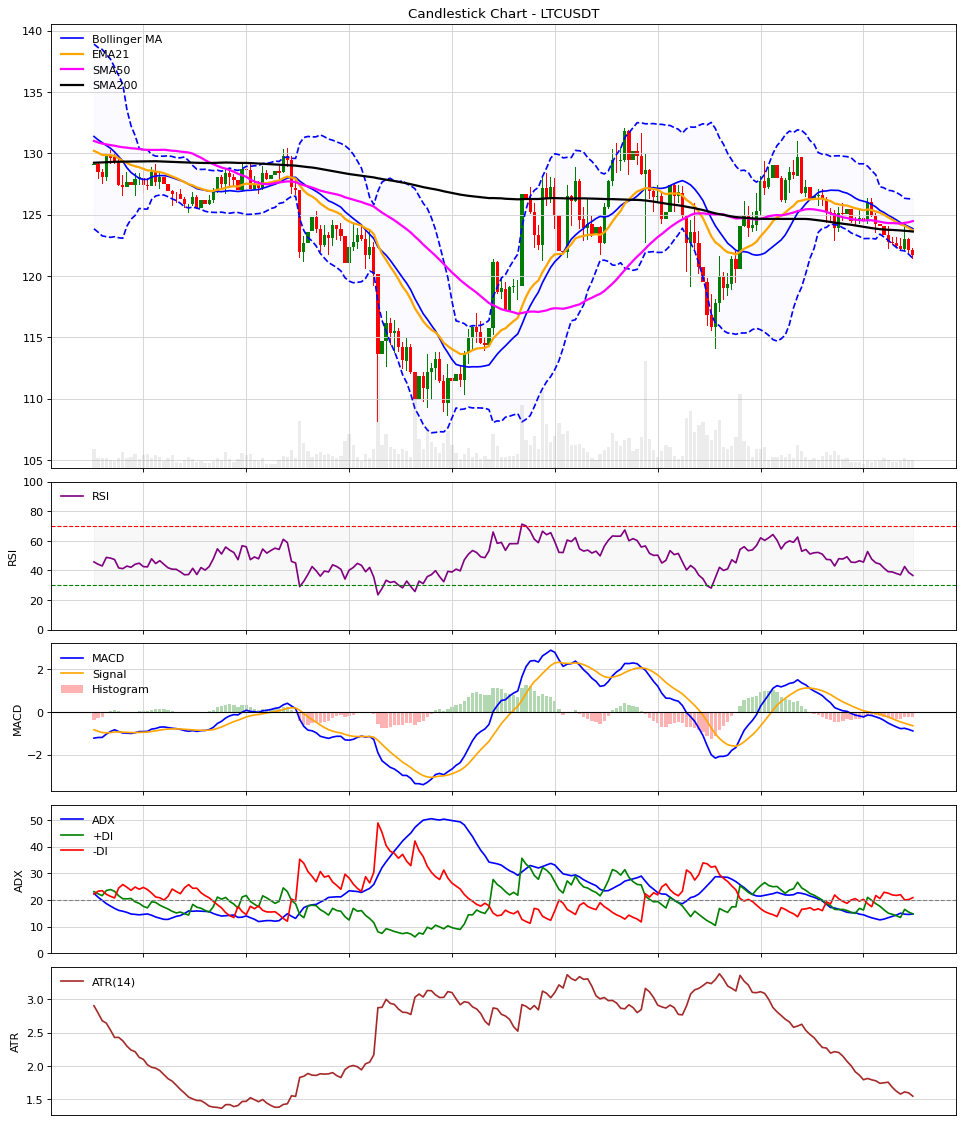 Candlestick Chart - LTCUSDT
140
135
130
125
120
115
110
105
Bollinger MA
EMA21
SMA50
SMA200
100
80
60
40
20
0
RSI
RSI
2
0
−2
MACD
MACD
Signal
Histogram
50
40
30
20
10
0
ADX
ADX
+DI
-DI
3.0
2.5
2.0
1.5
ATR
ATR(14)